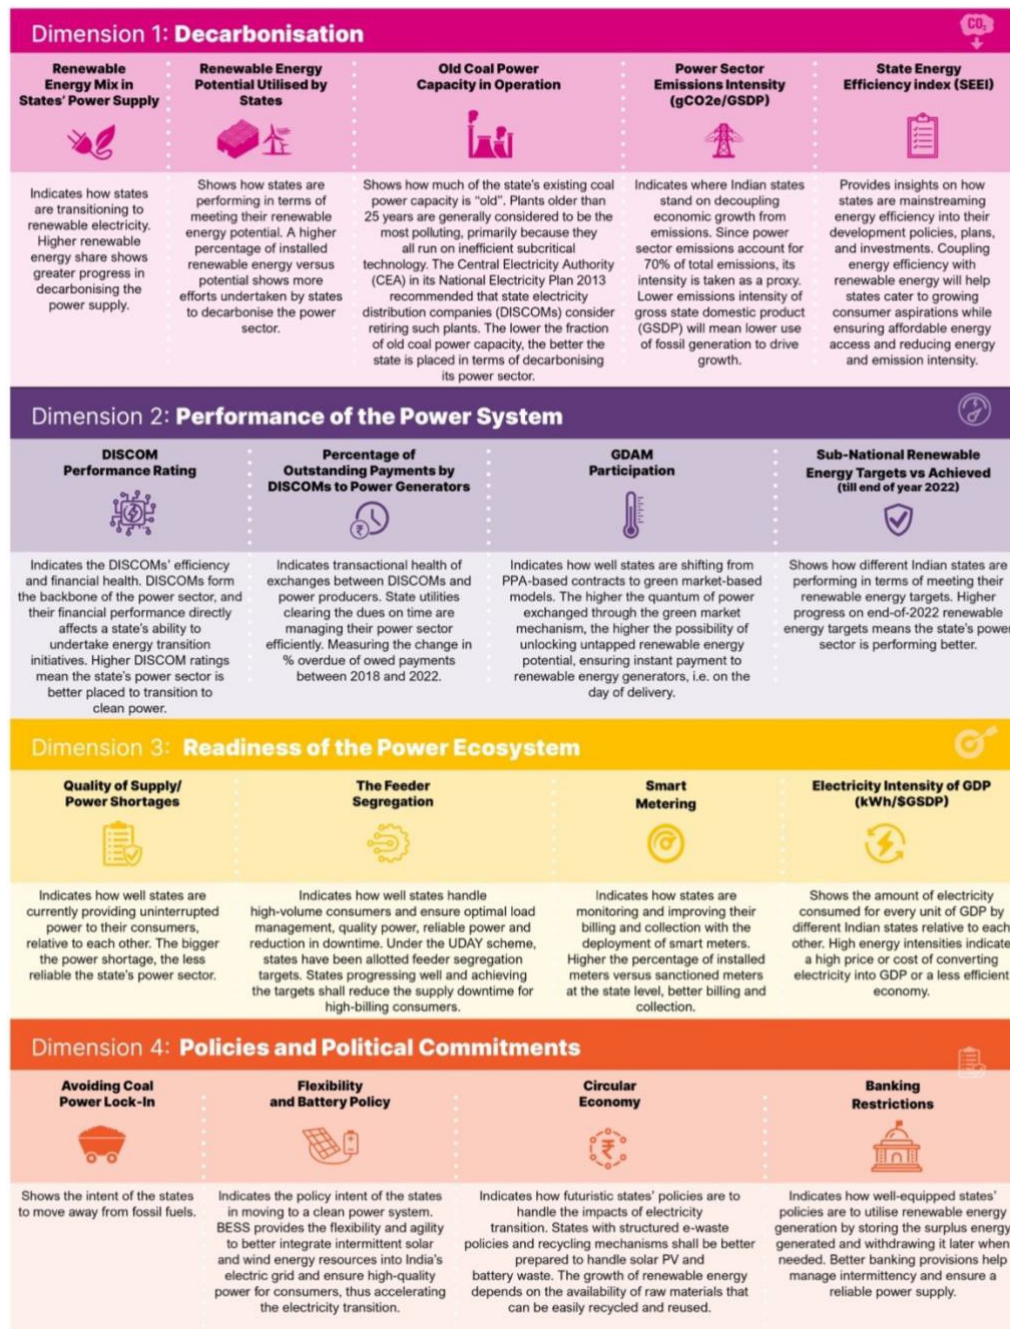 CO₂
Dimension 1: Decarbonisation
Renewable
Energy Mix in
States' Power Supply
Indicates how states
are transitioning to
renewable electricity.
Higher renewable
energy share shows
greater progress in
decarbonising the
power supply.
Renewable Energy
Potential Utilised by
States
Shows how states are
performing in terms of
meeting their renewable
energy potential. A higher
percentage of installed
renewable energy versus
potential shows more
efforts undertaken by states
to decarbonise the power
sector.
Old Coal Power
Capacity in Operation
Shows how much of the state's existing coal
power capacity is "old". Plants older than
25 years are generally considered to be the
most polluting, primarily because they
all run on inefficient subcritical
technology. The Central Electricity Authority
(CEA) in its National Electricity Plan 2013
recommended that state electricity
distribution companies (DISCOMs) consider
retiring such plants. The lower the fraction
of old coal power capacity, the better the
state is placed in terms of decarbonising
its power sector.
Power Sector
Emissions Intensity
(gCO2e/GSDP)
Indicates where Indian states
stand on decoupling
economic growth from
emissions. Since power
sector emissions account for
70% of total emissions, its
intensity is taken as a proxy.
Lower emissions intensity of
gross state domestic product
(GSDP) will mean lower use
of fossil generation to drive
growth.
State Energy
Efficiency index (SEEI)
Provides insights on how
states are mainstreaming
energy efficiency into their
development policies, plans,
and investments. Coupling
energy efficiency with
renewable energy will help
states cater to growing
consumer aspirations while
ensuring affordable energy
access and reducing energy
and emission intensity.
Dimension 2: Performance of the Power System
DISCOM
Performance Rating
Indicates the DISCOMs' efficiency
and financial health. DISCOMs form
the backbone of the power sector, and
their financial performance directly
affects a state's ability to
undertake energy transition
initiatives. Higher DISCOM ratings
mean the state's power sector is
better placed to transition to
clean power.
Percentage of
Outstanding Payments by
DISCOMs to Power Generators
₹
Indicates transactional health of
exchanges between DISCOMs and
power producers. State utilities
clearing the dues on time are
managing their power sector
efficiently. Measuring the change in
% overdue of owed payments
between 2018 and 2022.
GDAM
Participation
Indicates how well states are shifting from
PPA-based contracts to green market-based
models. The higher the quantum of power
exchanged through the green market
mechanism, the higher the possibility of
unlocking untapped renewable energy
potential, ensuring instant payment to
renewable energy generators, i.e. on the
day of delivery.
Sub-National Renewable
Energy Targets vs Achieved
(till end of year 2022)
Shows how different Indian states are
performing in terms of meeting their
renewable energy targets. Higher
progress on end-of-2022 renewable
energy targets means the state's power
sector is performing better.
Dimension 3: Readiness of the Power Ecosystem
Quality of Supply/
Power Shortages
Indicates how well states are
currently providing uninterrupted
power to their consumers,
relative to each other. The bigger
the power shortage, the less
reliable the state's power sector.
The Feeder
Segregation
Indicates how well states handle
high-volume consumers and ensure optimal load
management, quality power, reliable power and
reduction in downtime. Under the UDAY scheme,
states have been allotted feeder segregation
targets. States progressing well and achieving
the targets shall reduce the supply downtime for
high-billing consumers.
Smart
Metering
Indicates how states are
monitoring and improving their
billing and collection with the
deployment of smart meters.
Higher the percentage of installed
meters versus sanctioned meters
at the state level, better billing and
collection.
Electricity Intensity of GDP
(kWh/$GSDP)
Shows the amount of electricity
consumed for every unit of GDP by
different Indian states relative to each
other. High energy intensities indicate
a high price or cost of converting
electricity into GDP or a less efficient
economy.
Dimension 4: Policies and Political Commitments
Avoiding Coal
Power Lock-In
Shows the intent of the states
to move away from fossil fuels.
Flexibility
and Battery Policy
Indicates the policy intent of the states
in moving to a clean power system.
BESS provides the flexibility and agility
to better integrate intermittent solar
and wind energy resources into India's
electric grid and ensure high-quality
power for consumers, thus accelerating
the electricity transition.
Circular
Economy
₹
Indicates how futuristic states' policies are to
handle the impacts of electricity
transition. States with structured e-waste
policies and recycling mechanisms shall be better
prepared to handle solar PV and
battery waste. The growth of renewable energy
depends on the availability of raw materials that
can be easily recycled and reused.
Banking
Restrictions
Indicates how well-equipped states'
policies are to utilise renewable energy
generation by storing the surplus energy
generated and withdrawing it later when
needed. Better banking provisions help
manage intermittency and ensure a
reliable power supply.